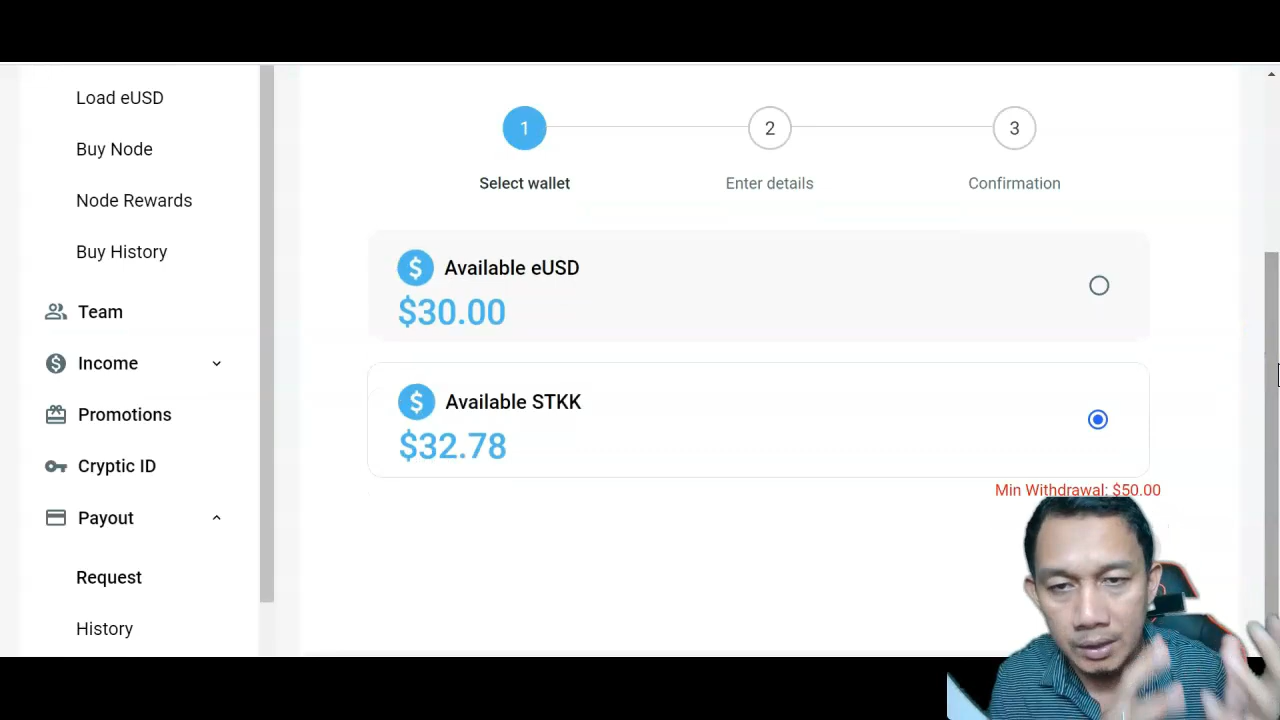 Load eUSD
Buy Node
Node Rewards
Buy History
Team
Income
Promotions
Cryptic ID
Payout
Request
History
1
2
3
Select wallet
Enter details
Confirmation
$ Available eUSD
$30.00
$ Available STKK
$32.78
Min Withdrawal: $50.00